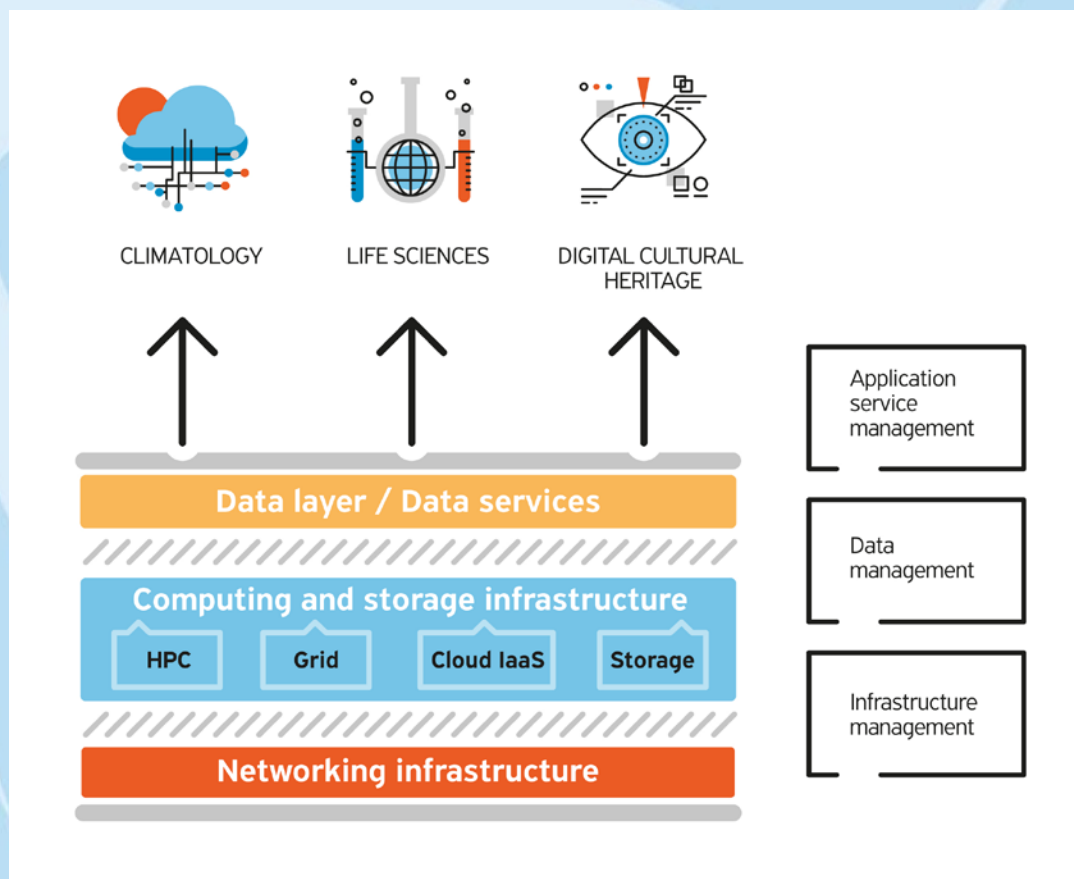 CLIMATOLOGY
LIFE SCIENCES
DIGITAL CULTURAL
HERITAGE
Application
service
management
Data layer / Data services
Data
management
Computing and storage infrastructure
HPC
Grid
Cloud IaaS
Storage
Infrastructure
management
Networking infrastructure